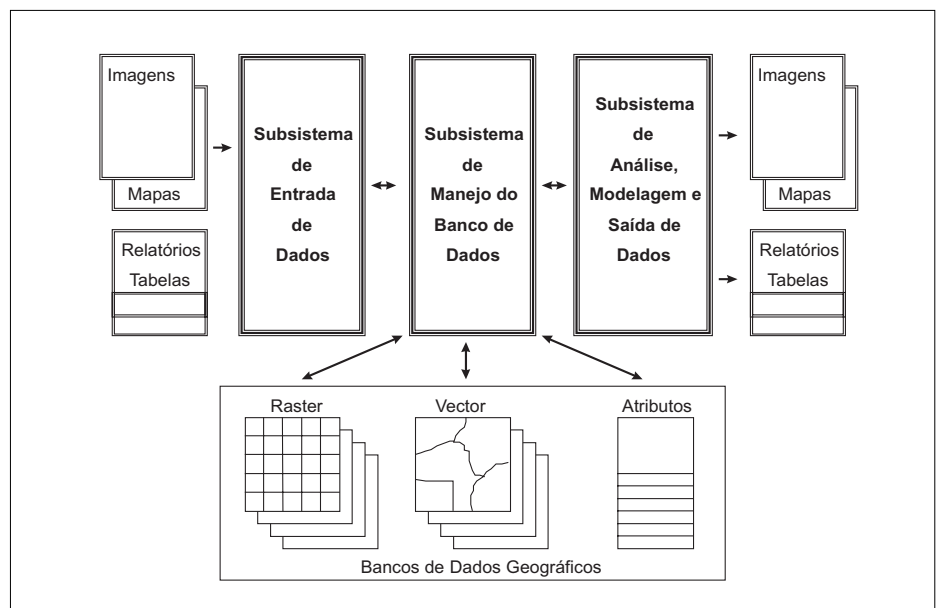 Imagens
Mapas
Relatórios
Tabelas
Subsistema
de
Entrada
de
Dados
Subsistema
de
Manejo do
Banco de
Dados
Subsistema
de
Análise,
Modelagem e
Saída de
Dados
Imagens
Mapas
Relatórios
Tabelas
Raster
Vector
Atributos
Bancos de Dados Geográficos